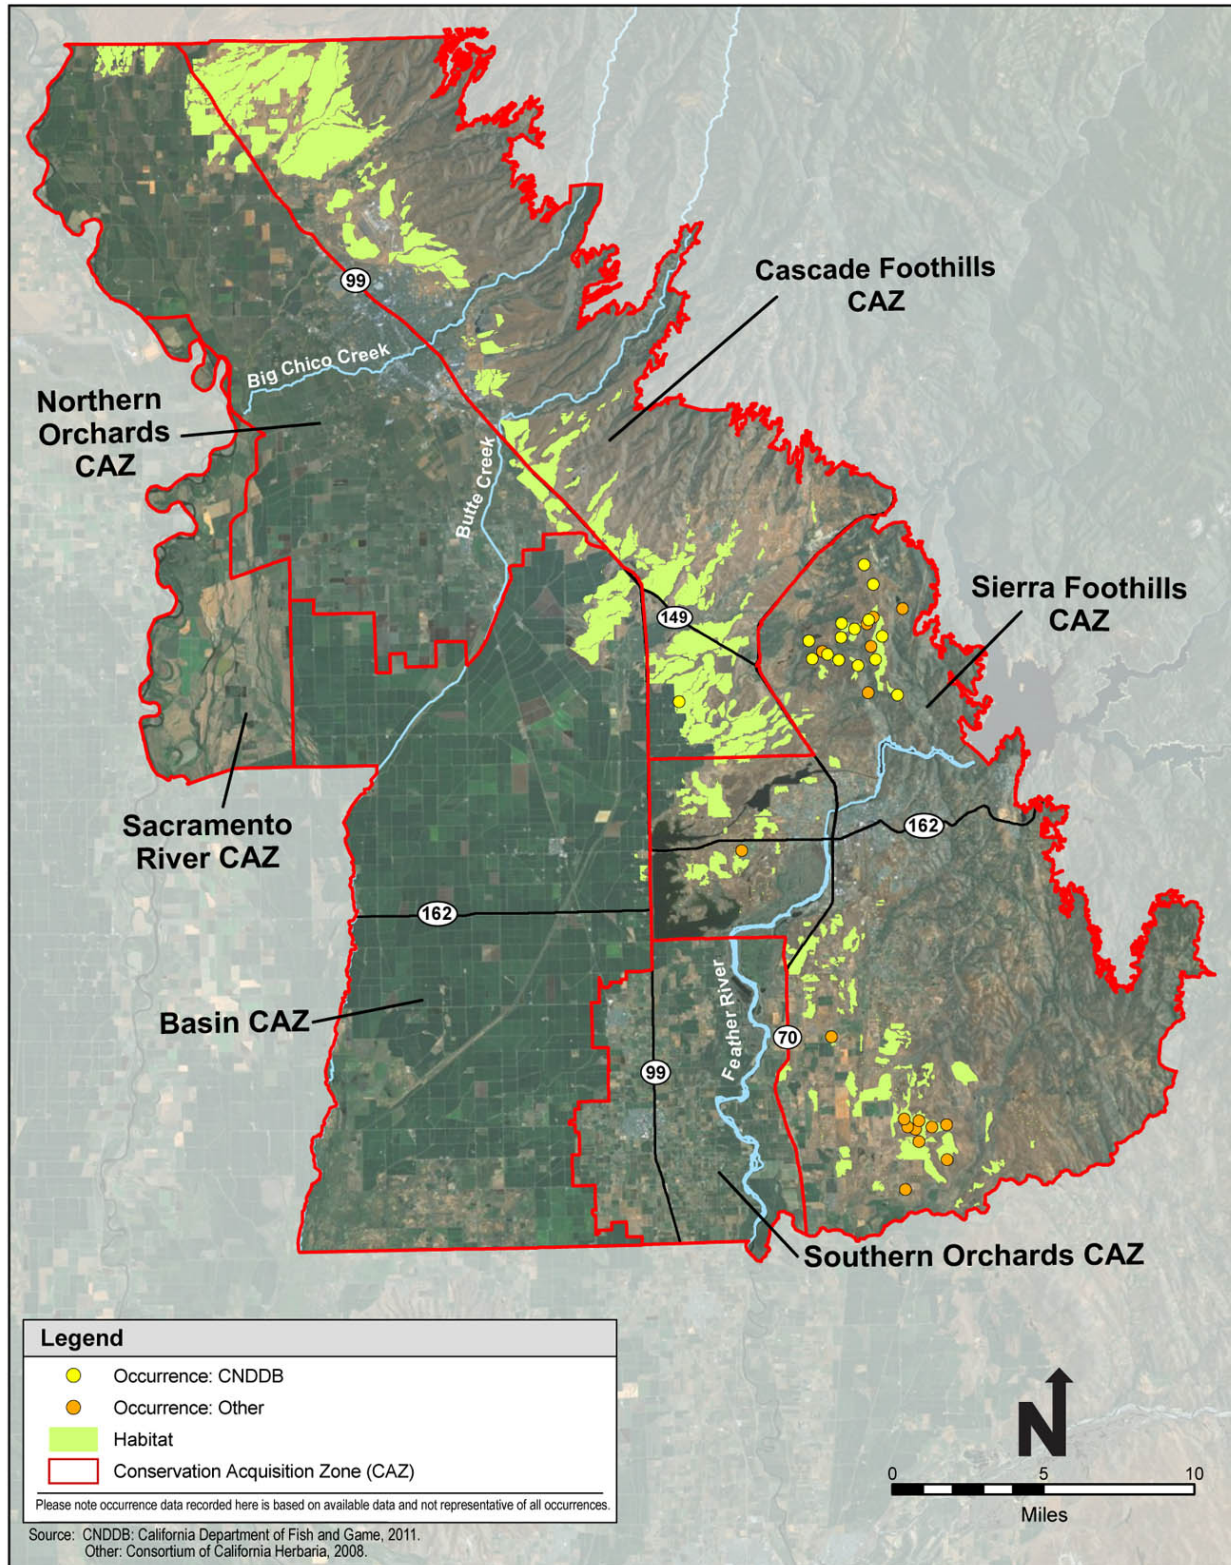 Cascade Foothills
CAZ
99
Big Chico Creek
Northern
Orchards
CAZ
Butte Creek
149
Sierra Foothills
CAZ
Sacramento
River CAZ
162
162
Basin CAZ
Feather River
70
99
Southern Orchards CAZ
Legend
Occurrence: CNDDB
Occurrence: Other
Habitat
Conservation Acquisition Zone (CAZ)
Please note occurrence data recorded here is based on available data and not representative of all occurrences.
N
0 5 10
Miles
Source: CNDDB: California Department of Fish and Game, 2011.
Other: Consortium of California Herbaria, 2008.